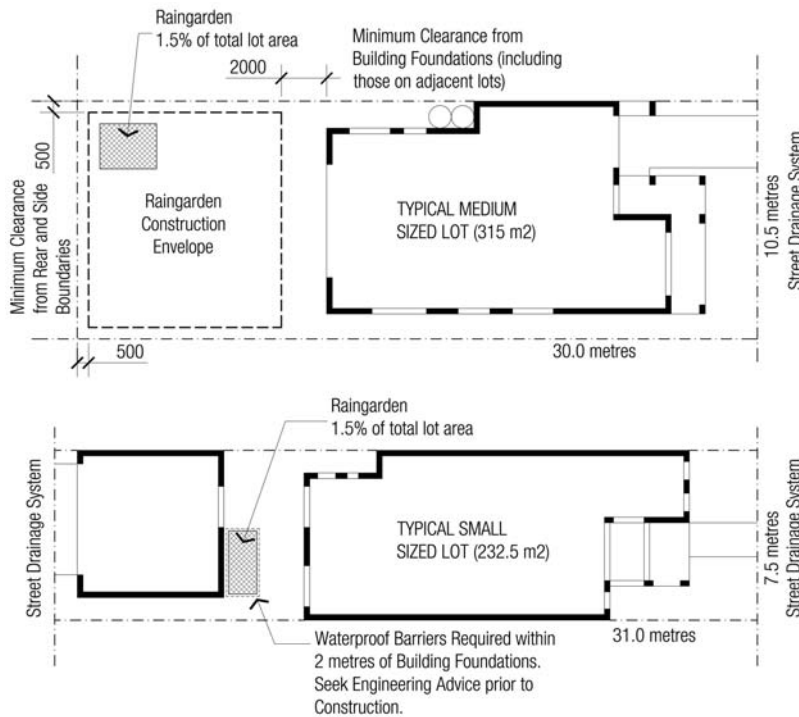 Raingarden
1.5% of total lot area
2000
Minimum Clearance from
Building Foundations (including
those on adjacent lots)
500
Minimum Clearance
from Rear and Side
Boundaries
Raingarden
Construction
Envelope
TYPICAL MEDIUM
SIZED LOT (315 m2)
10.5 metres
Street Drainage System
500
30.0 metres
Raingarden
1.5% of total lot area
Street Drainage System
TYPICAL SMALL
SIZED LOT (232.5 m2)
7.5 metres
Street Drainage System
31.0 metres
Waterproof Barriers Required within
2 metres of Building Foundations.
Seek Engineering Advice prior to
Construction.